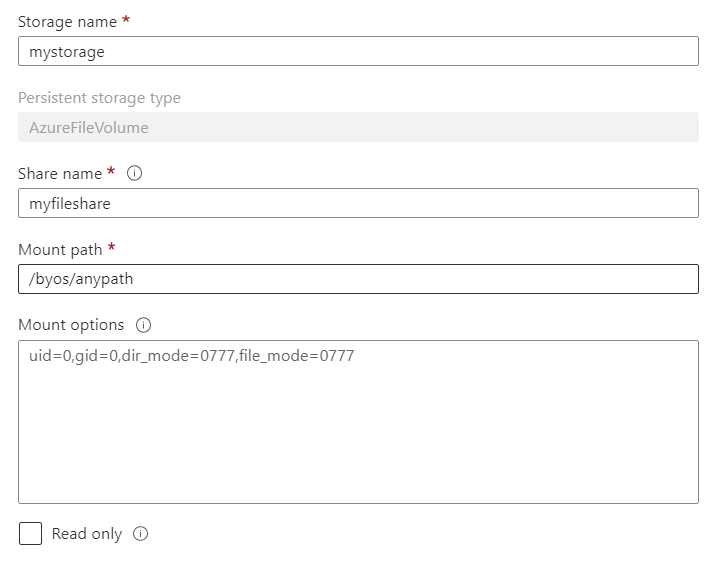 Storage name *
mystorage
Persistent storage type
AzureFileVolume
Share name *
myfileshare
Mount path *
/byos/anypath
Mount options
uid=0,gid=0,dir_mode=0777,file_mode=0777
Read only